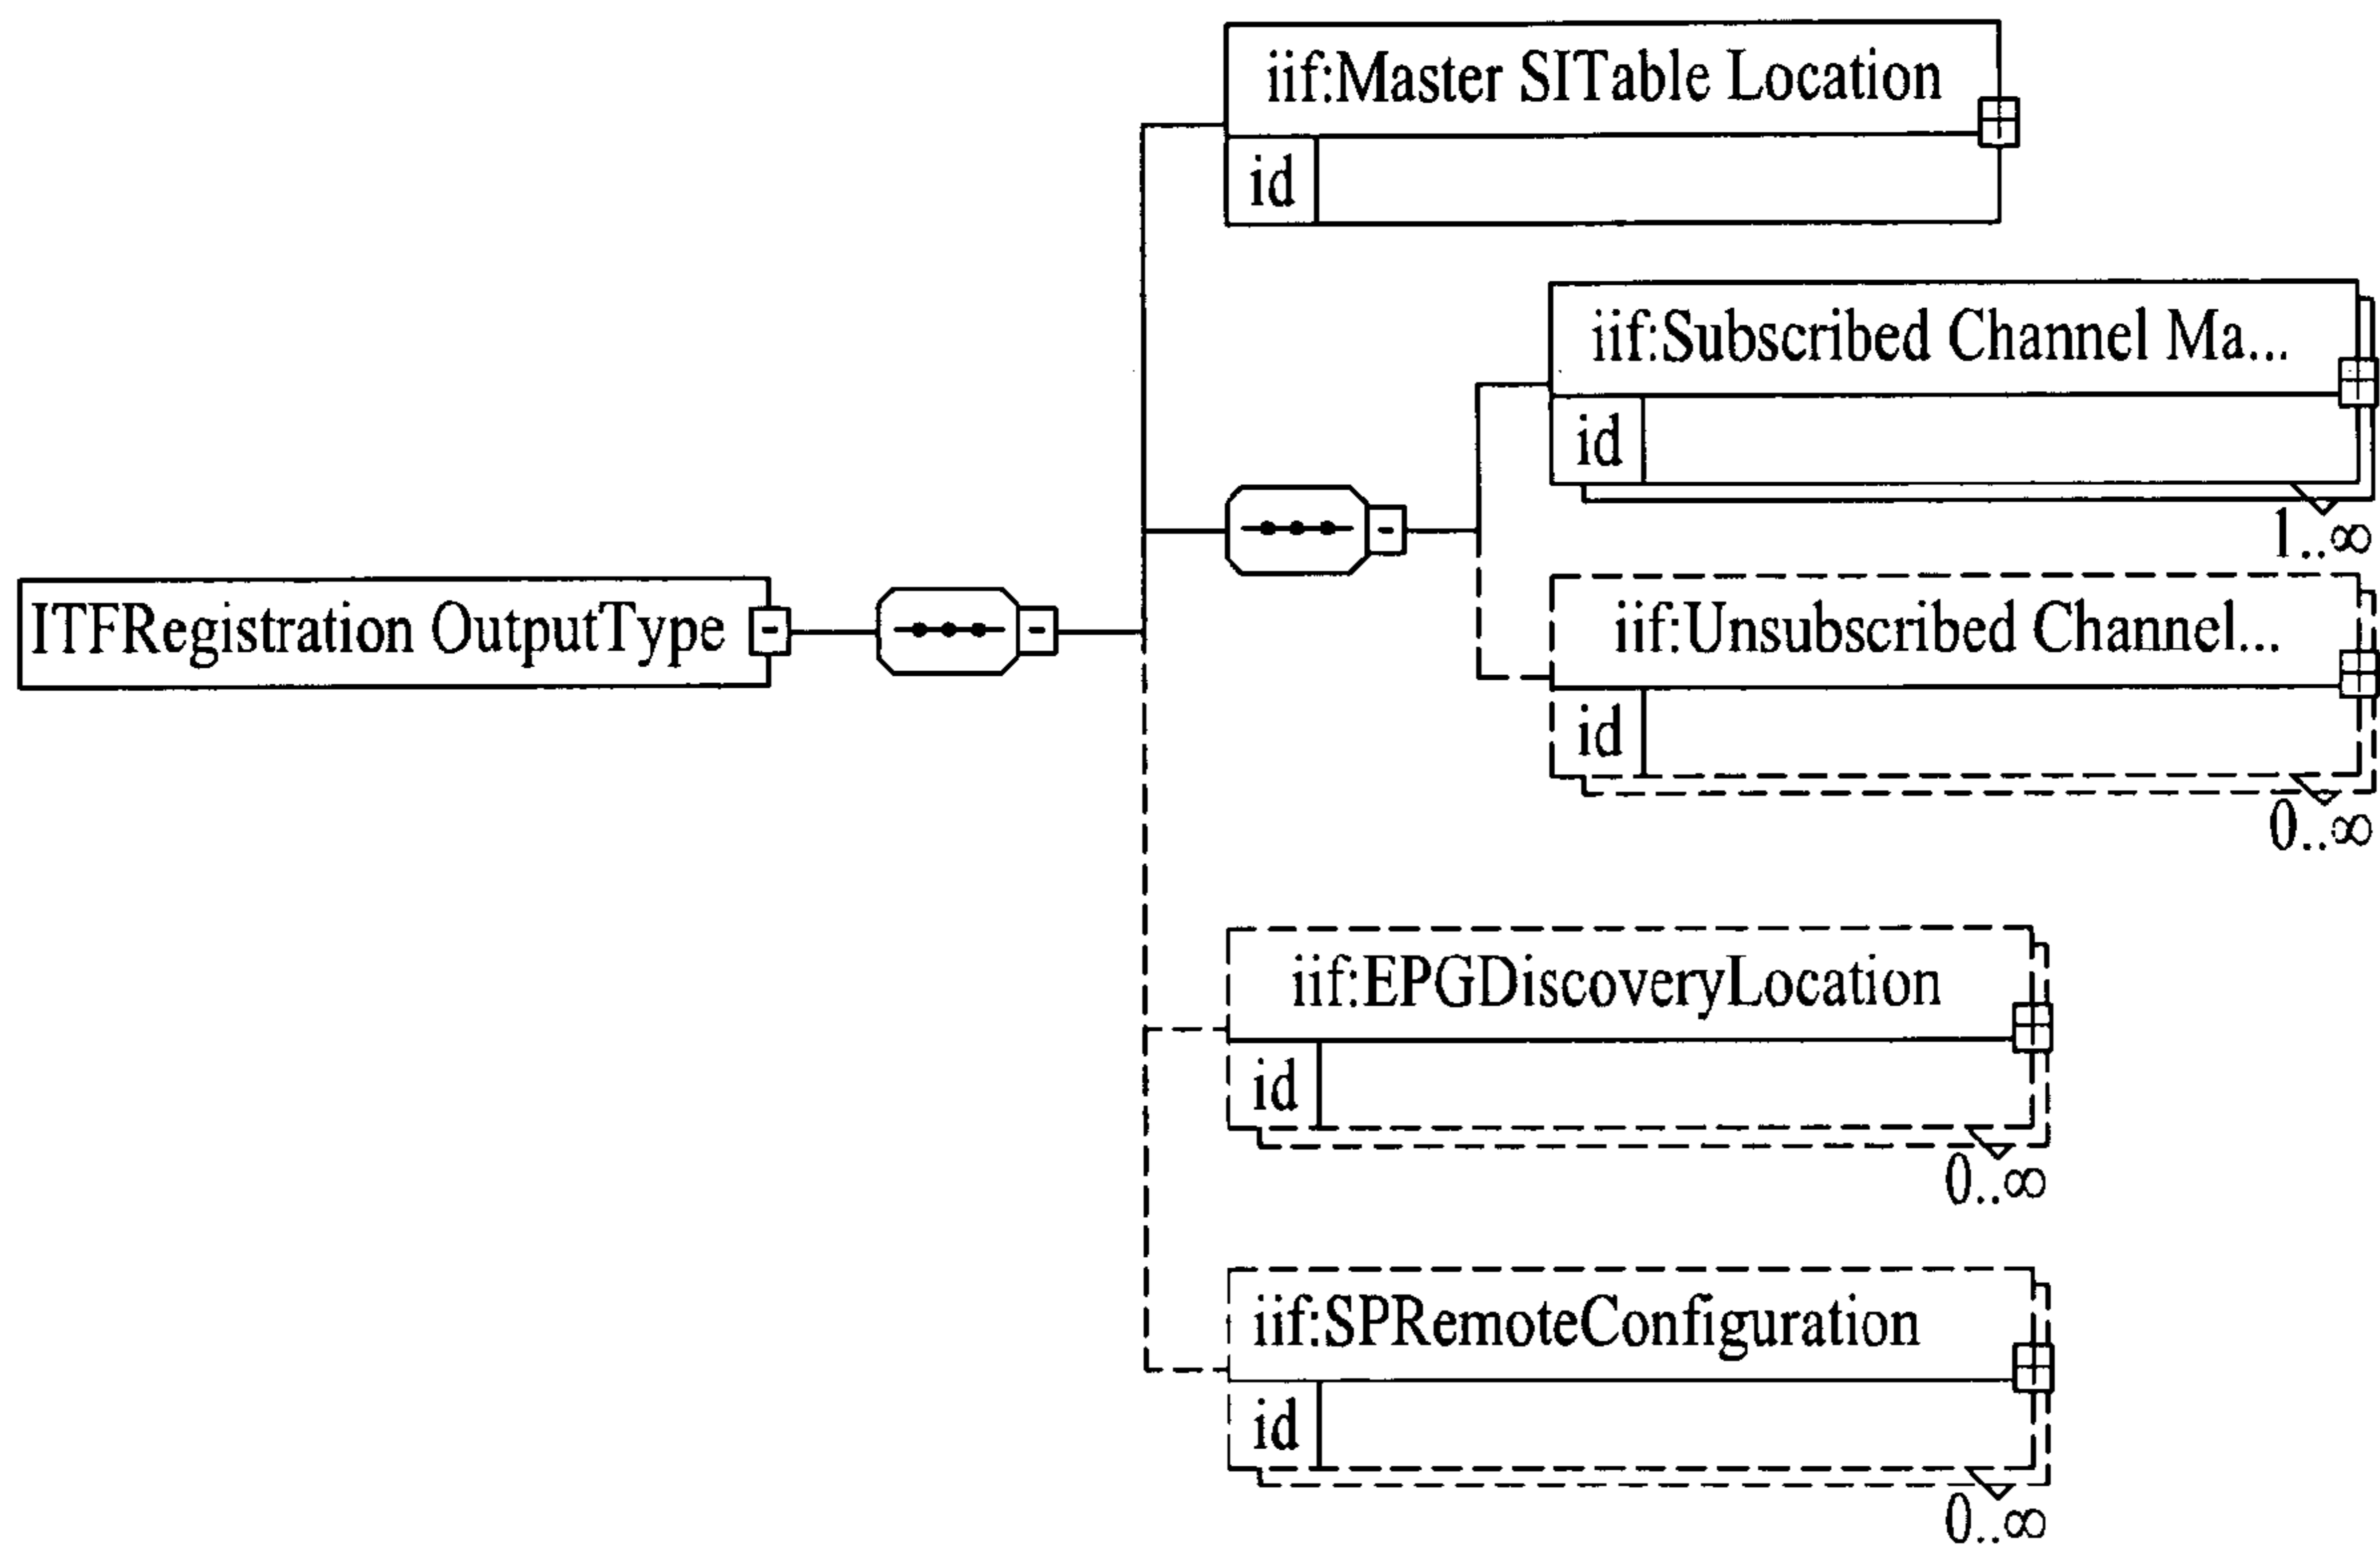 iif:Master SITable Location
id
iif:Subscribed Channel Ma...
id
1..∞
ITFRegistration OutputType
iif:Unsubscribed Channel...
id
0..∞
iif:EPGDiscoveryLocation
id
0..∞
iif:SPRemoteConfiguration
id
0..∞